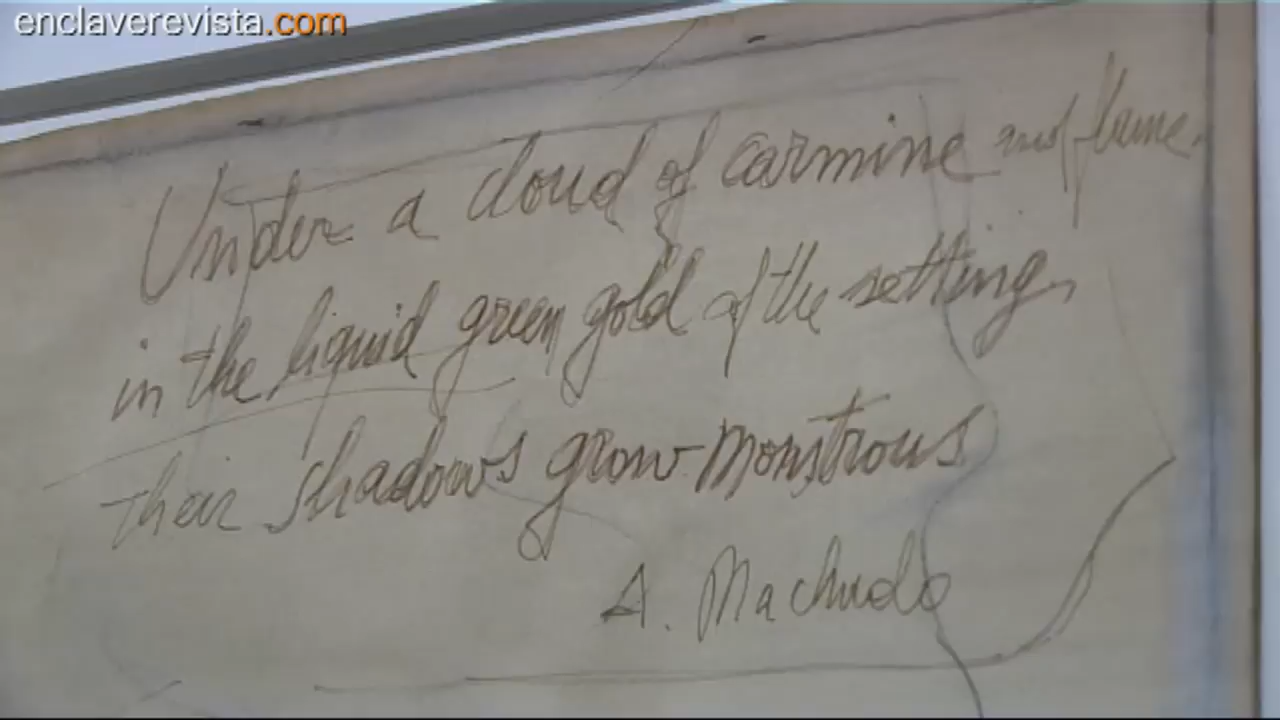 enclaverevista.com
Under a cloud of carmine and flame.
in the liquid green gold of the setting,
their shadows grow monstrous
A. Machado